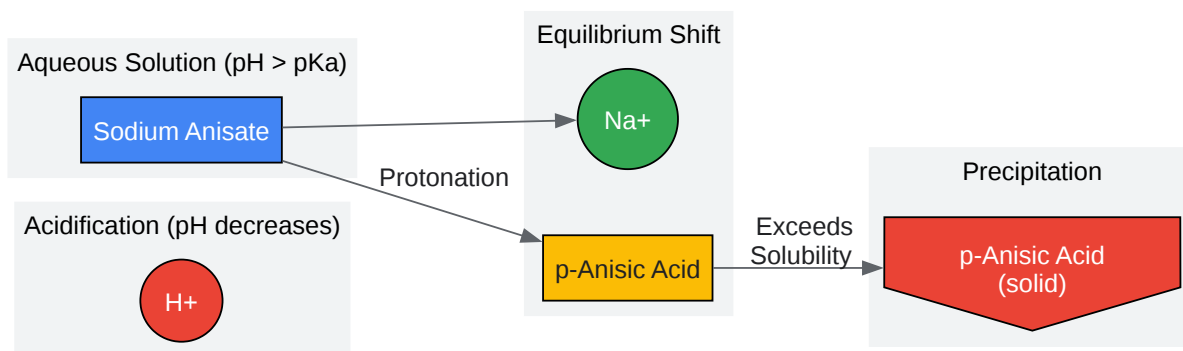 Aqueous Solution (pH > pKa)
Sodium Anisate
Acidification (pH decreases)
H+
Protonation
Equilibrium Shift
Na+
p-Anisic Acid
Exceeds
Solubility
Precipitation
p-Anisic Acid
(solid)